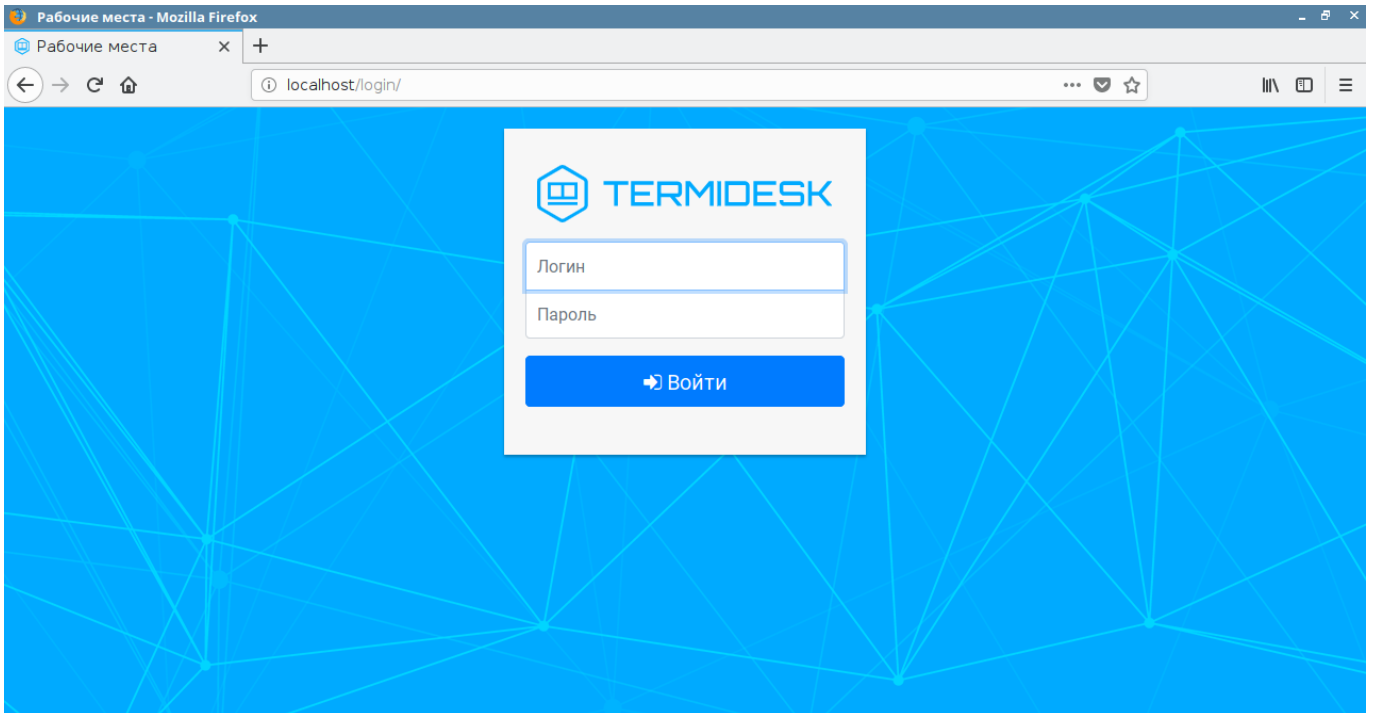 Рабочие места - Mozilla Firefox
Рабочие места
localhost/login/
TERMIDESK
Логин
Пароль
Войти